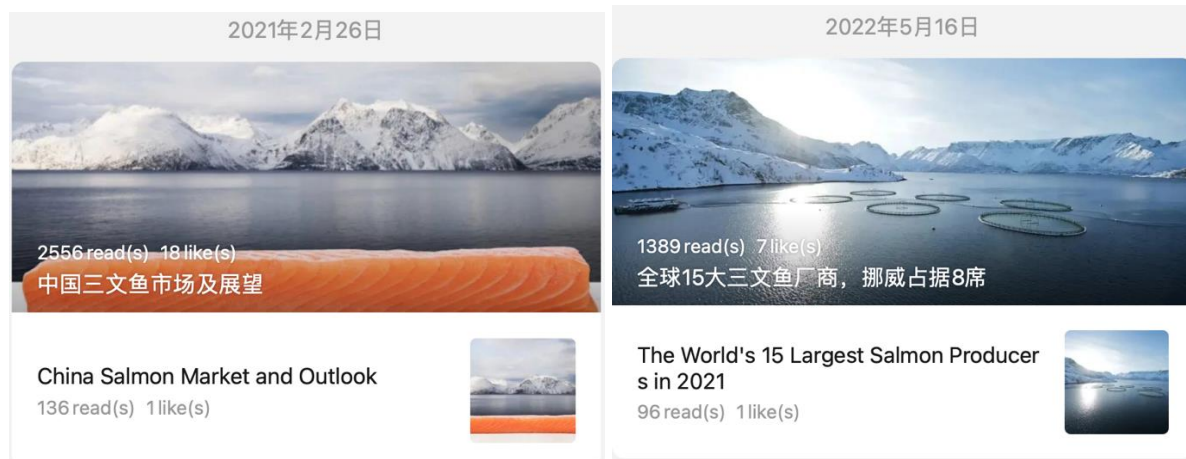 2021年2月26日
2556 read(s) 18 like(s)
中国三文鱼市场及展望
China Salmon Market and Outlook
136 read(s) 1 like(s)
2022年5月16日
1389 read(s) 7 like(s)
全球15大三文鱼厂商，挪威占据8席
The World's 15 Largest Salmon Producer
s in 2021
96 read(s) 1 like(s)